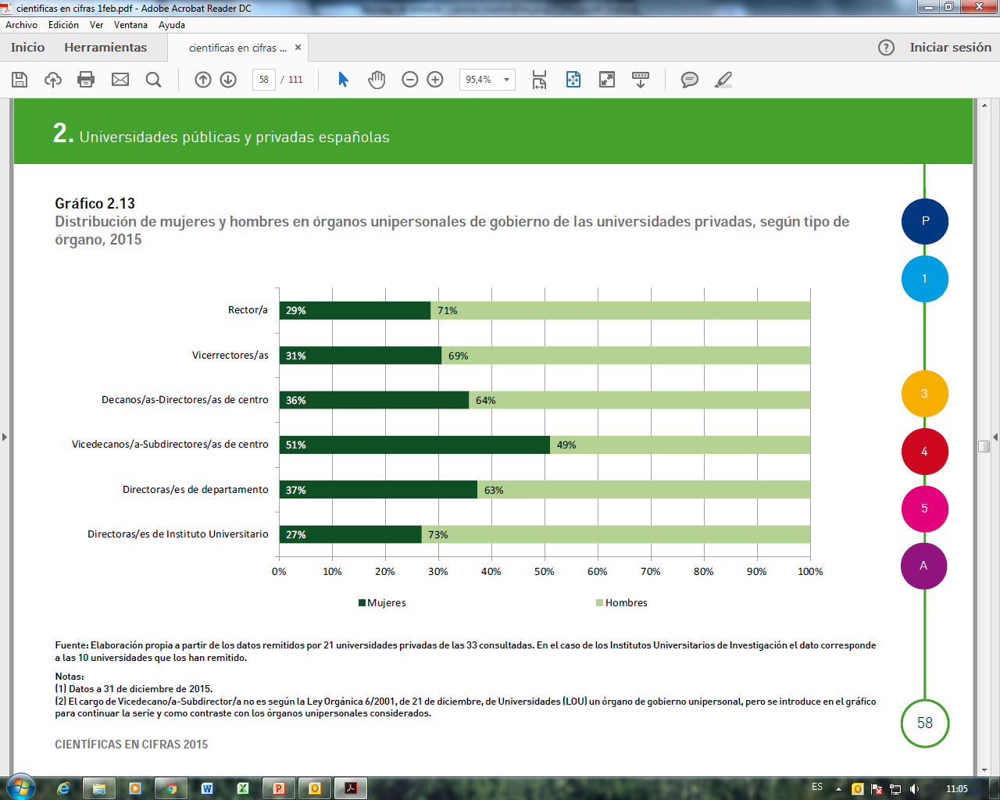 cientificas en cifras 1feb.pdf - Adobe Acrobat Reader DC
Archivo Edición Ver Ventana Ayuda
Inicio Herramientas cientificas en cifras ... × ? Iniciar sesión
58 / 111 95,4%
2. Universidades públicas y privadas españolas
Gráfico 2.13
Distribución de mujeres y hombres en órganos unipersonales de gobierno de las universidades privadas, según tipo de
órgano, 2015
P
1
3
4
5
A
Rector/a 29% 71%
Vicerrectores/as 31% 69%
Decanos/as-Directores/as de centro 36% 64%
Vicedecanos/a-Subdirectores/as de centro 51% 49%
Directoras/es de departamento 37% 63%
Directoras/es de Instituto Universitario 27% 73%
0% 10% 20% 30% 40% 50% 60% 70% 80% 90% 100%
Mujeres Hombres
Fuente: Elaboración propia a partir de los datos remitidos por 21 universidades privadas de las 33 consultadas. En el caso de los Institutos Universitarios de Investigación el dato corresponde
a las 10 universidades que los han remitido.
Notas:
(1) Datos a 31 de diciembre de 2015.
(2) El cargo de Vicedecano/a-Subdirector/a no es según la Ley Orgánica 6/2001, de 21 de diciembre, de Universidades (LOU) un órgano de gobierno unipersonal, pero se introduce en el gráfico
para continuar la serie y como contraste con los órganos unipersonales considerados.
58
CIENTÍFICAS EN CIFRAS 2015
ES 11:05